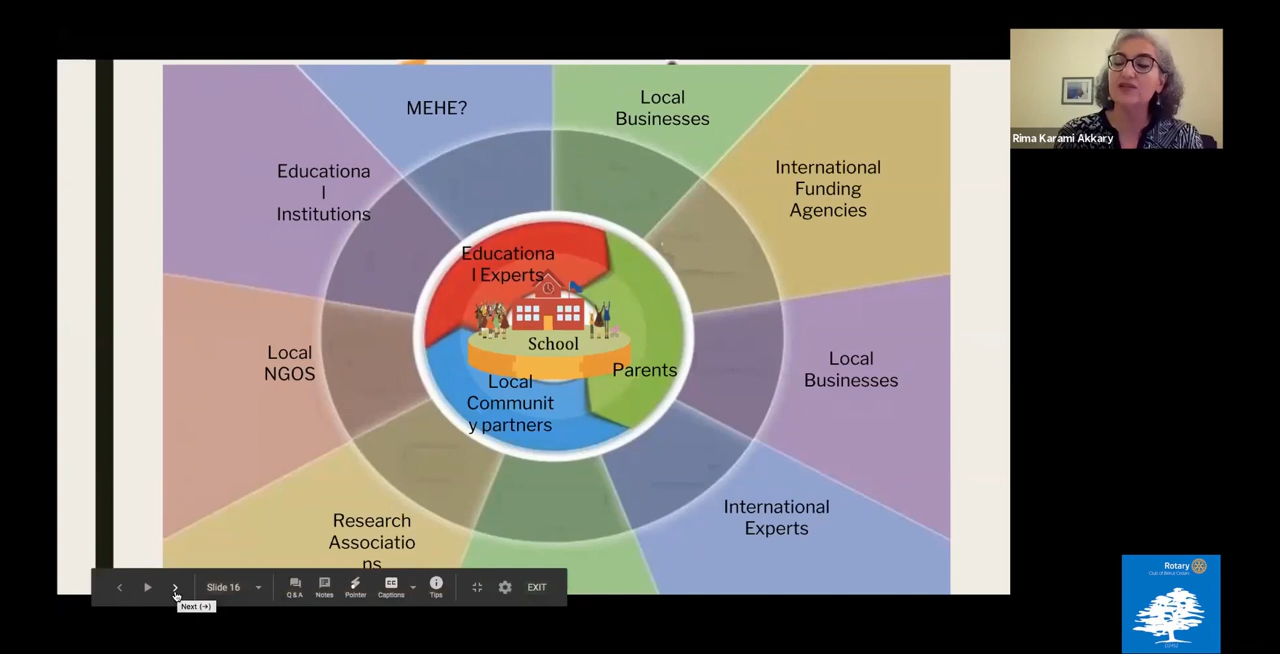 MEHE?
Local
Businesses
Educationa
l
Institutions
International
Funding
Agencies
Rima Karami Akkary
Educationa
l Experts
School
Parents
Local
Communit
y partners
Local
NGOS
Local
Businesses
International
Experts
Research
Associatio
ns
Slide 16
Q & A
Notes
Pointer
CC
Captions
Tips
EXIT
Next (→)
Rotary